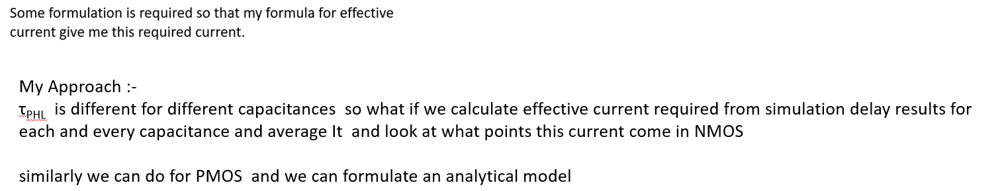 Some formulation is required so that my formula for effective
current give me this required current.
My Approach :-
τPHL is different for different capacitances so what if we calculate effective current required from simulation delay results for
each and every capacitance and average It and look at what points this current come in NMOS
similarly we can do for PMOS and we can formulate an analytical model